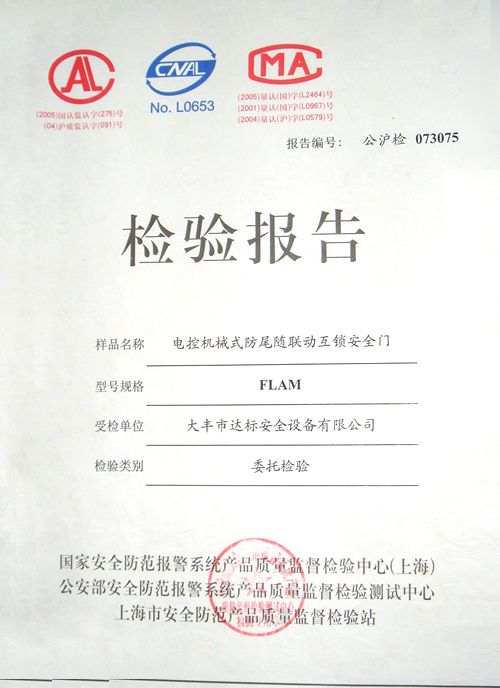 CAL
CNAL
CMA
(2005)国认监认字(275)号
(04)沪质监认字(091)号
No. L0653
(2005)量认(国)字(L2464)号
(2001)量认(国)字(L0967)号
(2004)量认(沪)字(L0579)号
报告编号: 公沪检 073075
检验报告
样品名称 电控机械式防尾随联动互锁安全门
型号规格 FLAM
受检单位 大丰市达标安全设备有限公司
检验类别 委托检验
国家安全防范报警系统产品质量监督检验中心(上海)
公安部安全防范报警系统产品质量监督检验测试中心
上海市安全防范产品质量监督检验站